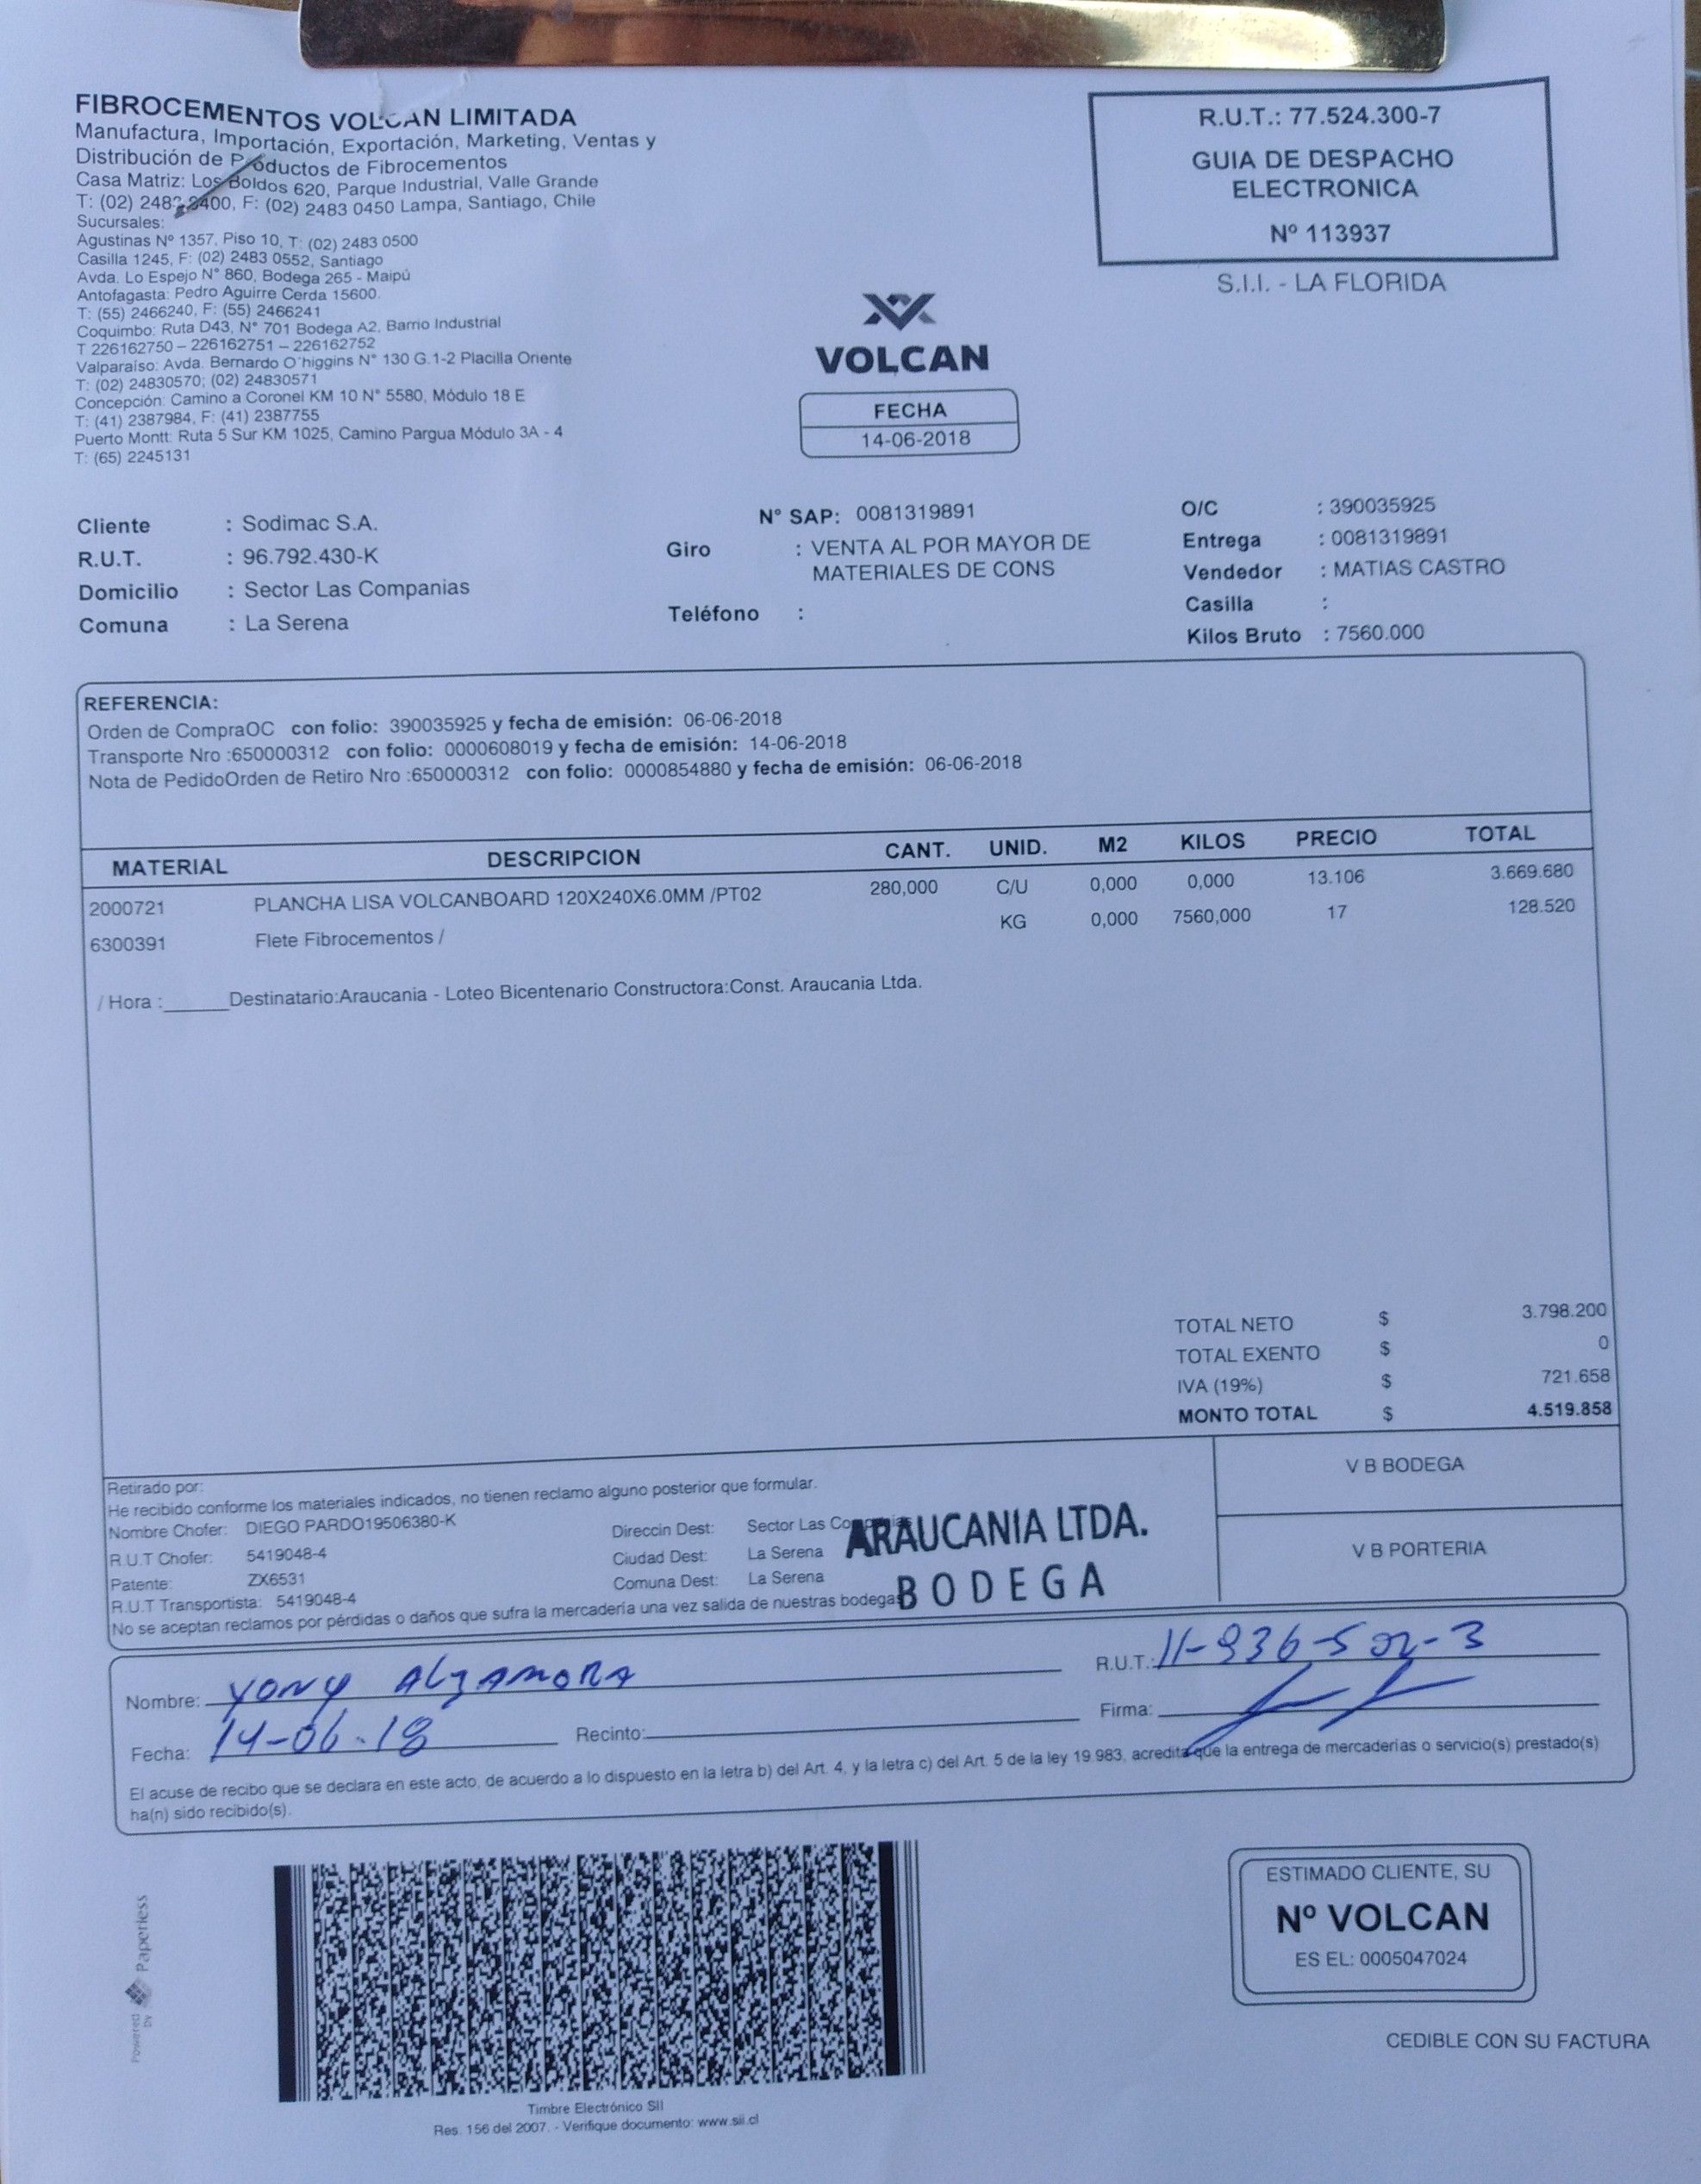 FIBROCEMENTOS VOLCAN LIMITADA
Manufactura, Importación, Exportación, Marketing, Ventas y
Distribución de Productos de Fibrocementos
Casa Matriz: Los Boldos 620, Parque Industrial, Valle Grande
T: (02) 2483 0400, F: (02) 2483 0450 Lampa, Santiago, Chile
Sucursales:
Agustinas Nº 1357, Piso 10, T: (02) 2483 0500
Casilla 1245, F: (02) 2483 0552, Santiago
Avda. Lo Espejo N° 860, Bodega 265 - Maipú
Antofagasta: Pedro Aguirre Cerda 15600.
T: (55) 2466240, F: (55) 2466241
Coquimbo: Ruta D43, N° 701 Bodega A2, Barrio Industrial
T 226162750 – 226162751 – 226162752
Valparaíso: Avda. Bernardo O'higgins N° 130 G.1-2 Placilla Oriente
T: (02) 24830570; (02) 24830571
Concepción: Camino a Coronel KM 10 N° 5580, Módulo 18 E
T: (41) 2387984, F: (41) 2387755
Puerto Montt: Ruta 5 Sur KM 1025, Camino Pargua Módulo 3A - 4
T: (65) 2245131
R.U.T.: 77.524.300-7
GUIA DE DESPACHO
ELECTRONICA
Nº 113937
S.I.I. - LA FLORIDA
VOLCAN
FECHA
14-06-2018
Cliente : Sodimac S.A.
R.U.T. : 96.792.430-K
Domicilio : Sector Las Companias
Comuna : La Serena
N° SAP: 0081319891
Giro : VENTA AL POR MAYOR DE
MATERIALES DE CONS
Teléfono :
O/C : 390035925
Entrega : 0081319891
Vendedor : MATIAS CASTRO
Casilla :
Kilos Bruto : 7560.000
REFERENCIA:
Orden de CompraOC con folio: 390035925 y fecha de emisión: 06-06-2018
Transporte Nro :650000312 con folio: 0000608019 y fecha de emisión: 14-06-2018
Nota de PedidoOrden de Retiro Nro :650000312 con folio: 0000854880 y fecha de emisión: 06-06-2018
MATERIAL DESCRIPCION CANT. UNID. M2 KILOS PRECIO TOTAL
2000721 PLANCHA LISA VOLCANBOARD 120X240X6.0MM /PT02 280,000 C/U 0,000 0,000 13.106 3.669.680
6300391 Flete Fibrocementos / KG 0,000 7560,000 17 128.520
/ Hora :______Destinatario:Araucania - Loteo Bicentenario Constructora:Const. Araucania Ltda.
TOTAL NETO $ 3.798.200
TOTAL EXENTO $ 0
IVA (19%) $ 721.658
MONTO TOTAL $ 4.519.858
Retirado por:
He recibido conforme los materiales indicados, no tienen reclamo alguno posterior que formular.
Nombre Chofer: DIEGO PARDO19506380-K
R.U.T Chofer: 5419048-4
Patente: ZX6531
R.U.T Transportista: 5419048-4
Direccin Dest: Sector Las
Ciudad Dest: La Serena
Comuna Dest: La Serena
No se aceptan reclamos por pérdidas o daños que sufra la mercadería una vez salida de nuestras bodegas
ARAUCANIA LTDA.
BODEGA
V B BODEGA
V B PORTERIA
Nombre: YONY ALZAMORA
R.U.T.: 11-936-502-3
Fecha: 14-06-18
Recinto:
Firma:
El acuse de recibo que se declara en este acto, de acuerdo a lo dispuesto en la letra b) del Art. 4, y la letra c) del Art. 5 de la ley 19.983, acredita que la entrega de mercaderías o servicio(s) prestado(s)
ha(n) sido recibido(s).
Powered by Paperless
Timbre Electrónico SII
Res. 156 del 2007. - Verifique documento: www.sii.cl
ESTIMADO CLIENTE, SU
Nº VOLCAN
ES EL: 0005047024
CEDIBLE CON SU FACTURA